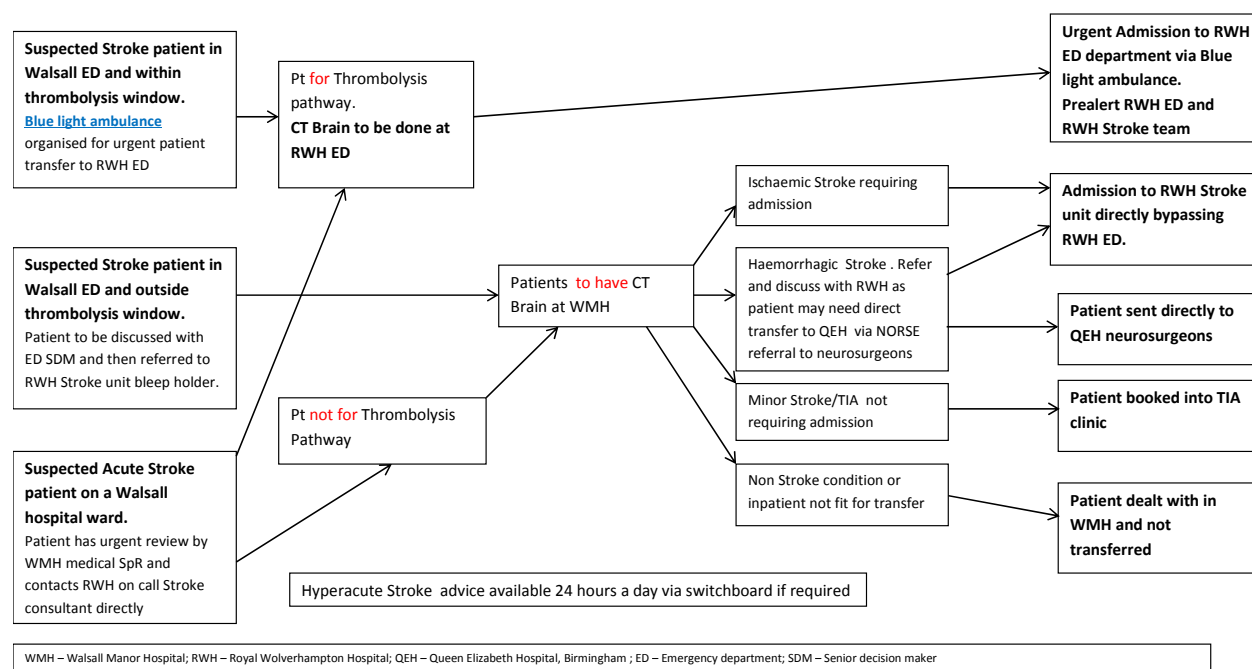 Suspected Stroke patient in
Walsall ED and within
thrombolysis window.
Blue light ambulance
organised for urgent patient
transfer to RWH ED
Pt for Thrombolysis
pathway.
CT Brain to be done at
RWH ED
Urgent Admission to RWH
ED department via Blue
light ambulance.
Prealert RWH ED and
RWH Stroke team
Suspected Stroke patient in
Walsall ED and outside
thrombolysis window.
Patient to be discussed with
ED SDM and then referred to
RWH Stroke unit bleep holder.
Suspected Acute Stroke
patient on a Walsall
hospital ward.
Patient has urgent review by
WMH medical SpR and
contacts RWH on call Stroke
consultant directly
Pt not for Thrombolysis
Pathway
Patients to have CT
Brain at WMH
Ischaemic Stroke requiring
admission
Haemorrhagic Stroke . Refer
and discuss with RWH as
patient may need direct
transfer to QEH via NORSE
referral to neurosurgeons
Minor Stroke/TIA not
requiring admission
Non Stroke condition or
inpatient not fit for transfer
Admission to RWH Stroke
unit directly bypassing
RWH ED.
Patient sent directly to
QEH neurosurgeons
Patient booked into TIA
clinic
Patient dealt with in
WMH and not
transferred
Hyperacute Stroke advice available 24 hours a day via switchboard if required
WMH – Walsall Manor Hospital; RWH – Royal Wolverhampton Hospital; QEH – Queen Elizabeth Hospital, Birmingham ; ED – Emergency department; SDM – Senior decision maker